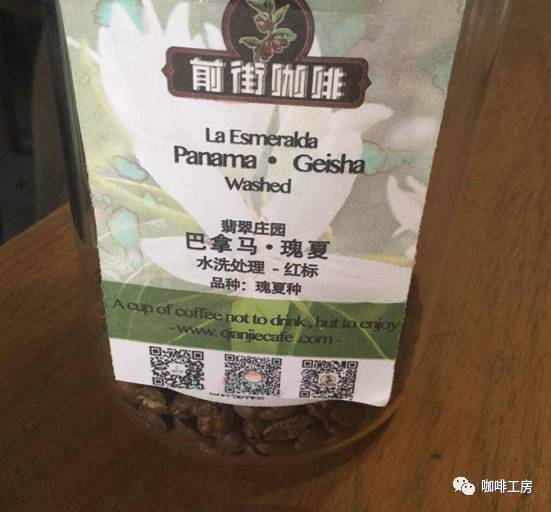 前街咖啡
La Esmeralda
Panama · Geisha
Washed
翡翠庄园
巴拿马·瑰夏
水洗处理 - 红标
品种：瑰夏种
A cup of coffee not to drink , but to enjoy
- www. qianjiecafe .com -
咖啡工房